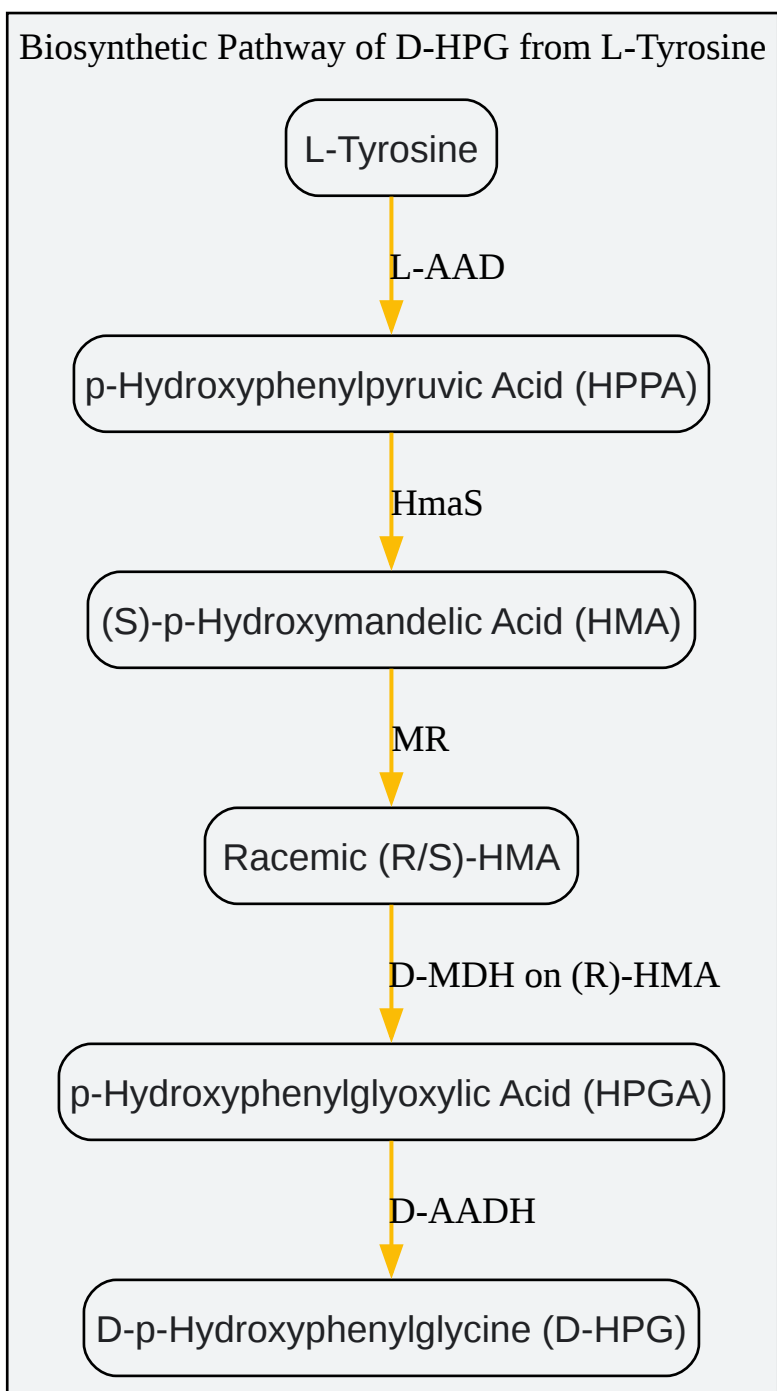 Biosynthetic Pathway of D-HPG from L-Tyrosine
L-Tyrosine
L-AAD
p-Hydroxyphenylpyruvic Acid (HPPA)
HmaS
(S)-p-Hydroxymandelic Acid (HMA)
MR
Racemic (R/S)-HMA
D-MDH on (R)-HMA
p-Hydroxyphenylglyoxylic Acid (HPGA)
D-AADH
D-p-Hydroxyphenylglycine (D-HPG)